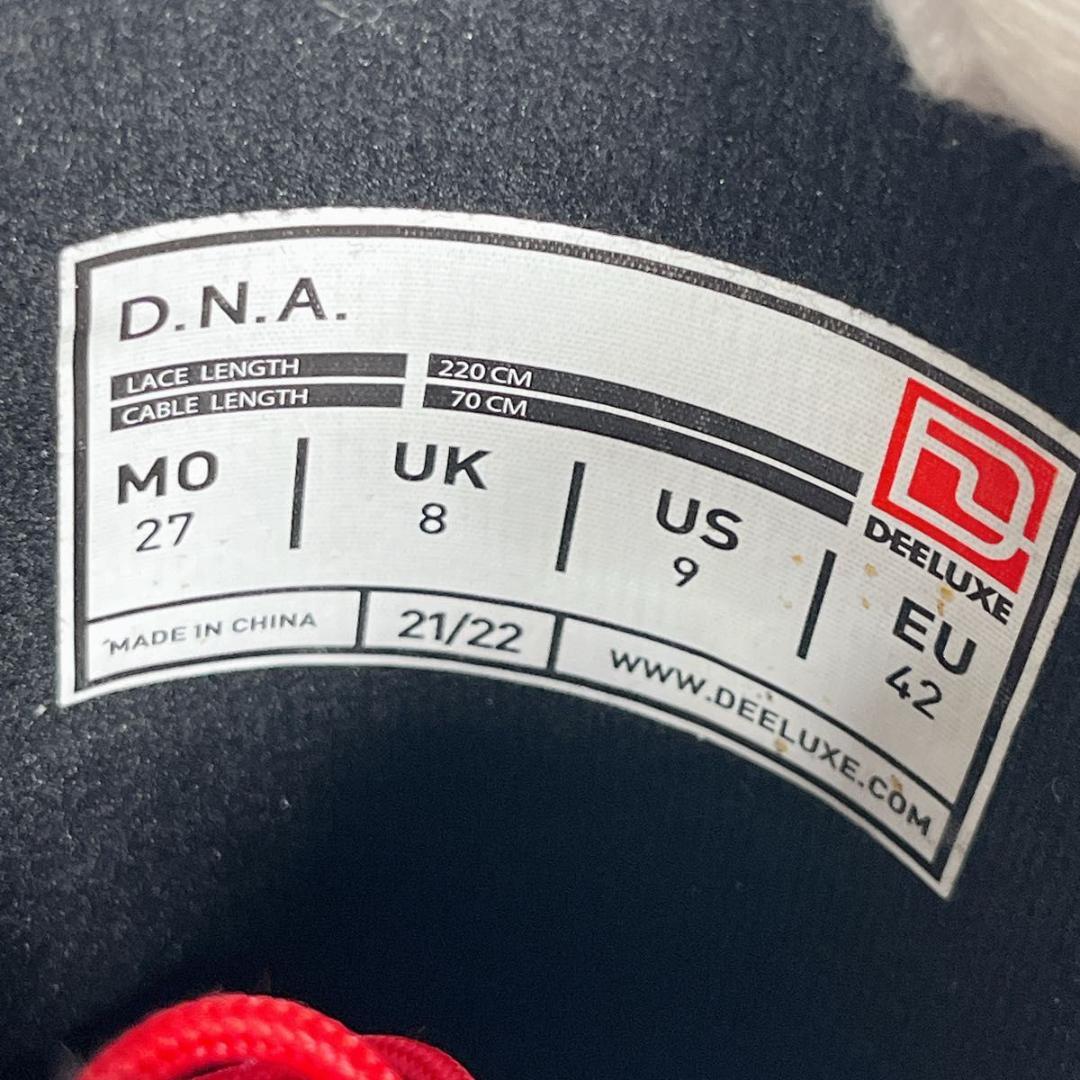 D.N.A.
LACE LENGTH 220 CM
CABLE LENGTH 70 CM
MO UK US EU
27 8 9 42
DEELUXE
MADE IN CHINA 21/22 WWW.DEELUXE.COM